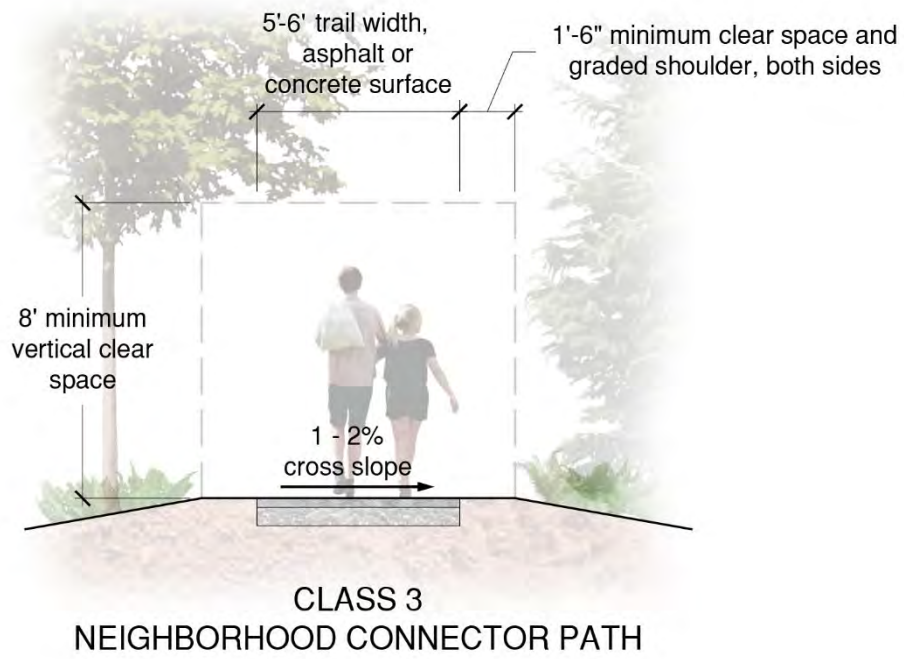 5'-6' trail width,
asphalt or
concrete surface
1'-6" minimum clear space and
graded shoulder, both sides
8' minimum
vertical clear
space
1 - 2%
cross slope
CLASS 3
NEIGHBORHOOD CONNECTOR PATH